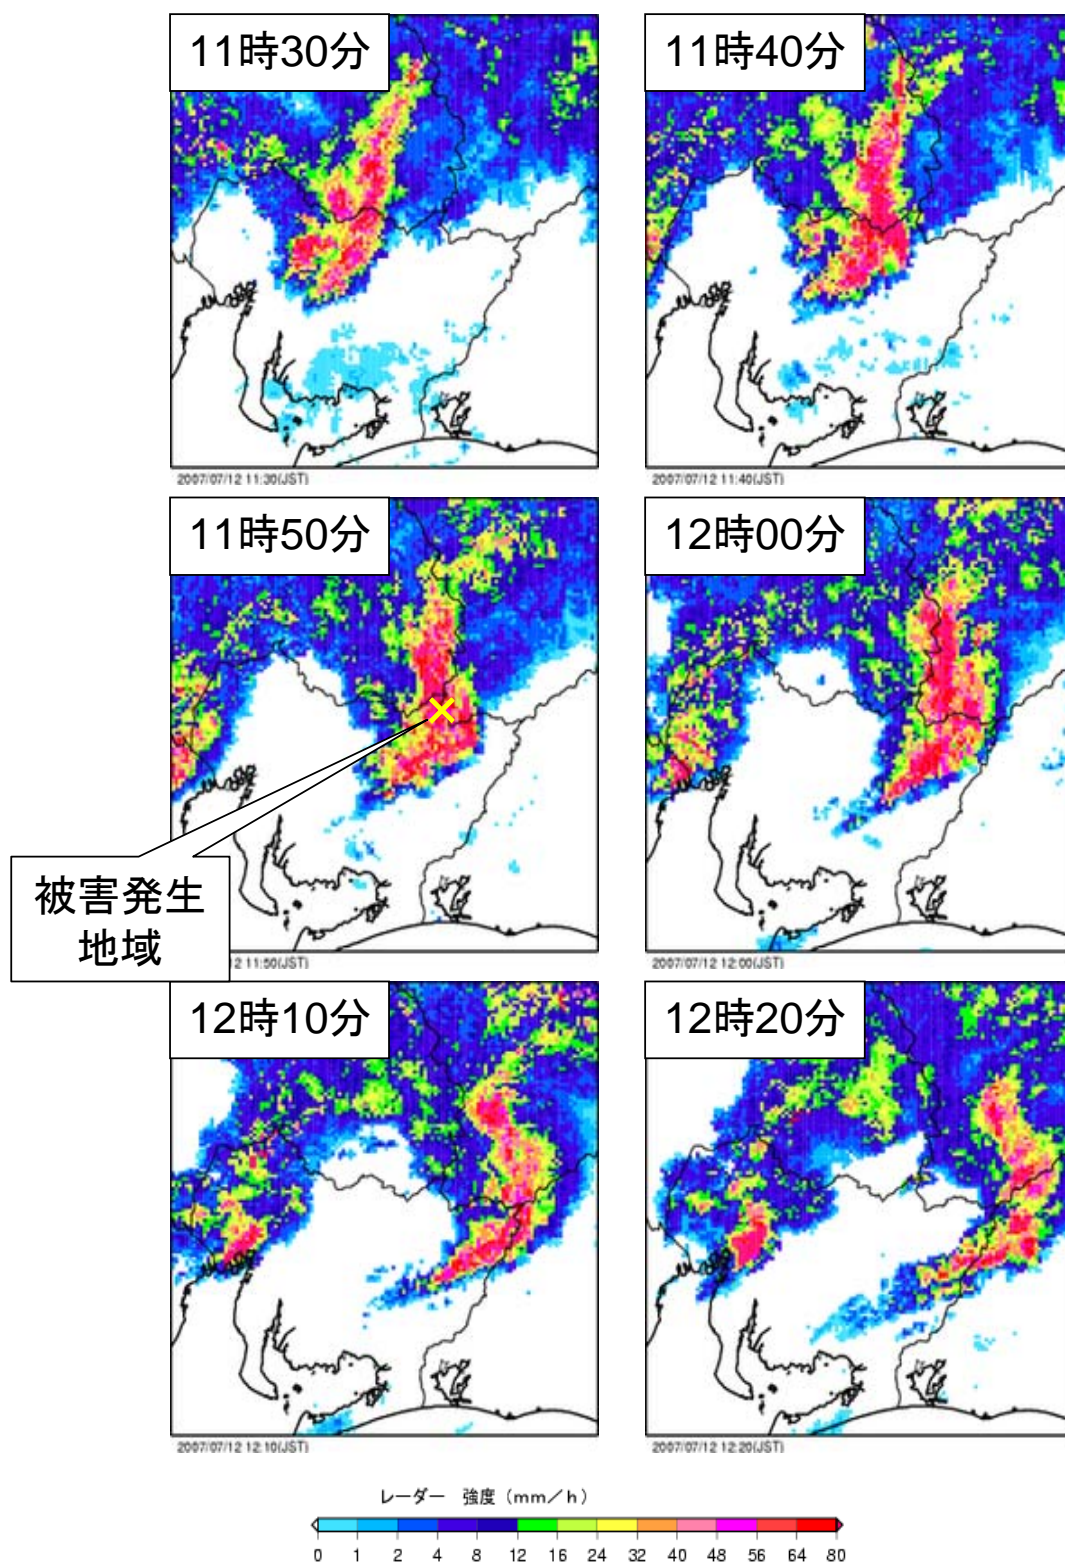 11時30分
11時40分
2007/07/12 11:30(JST)
2007/07/12 11:40(JST)
11時50分
12時00分
被害発生
地域
2 11:50(JST)
2007/07/12 12:00(JST)
12時10分
12時20分
2007/07/12 12:10(JST)
2007/07/12 12:20(JST)
レーダー 強度（mm／h）
0 1 2 4 8 12 16 24 32 40 48 56 64 80